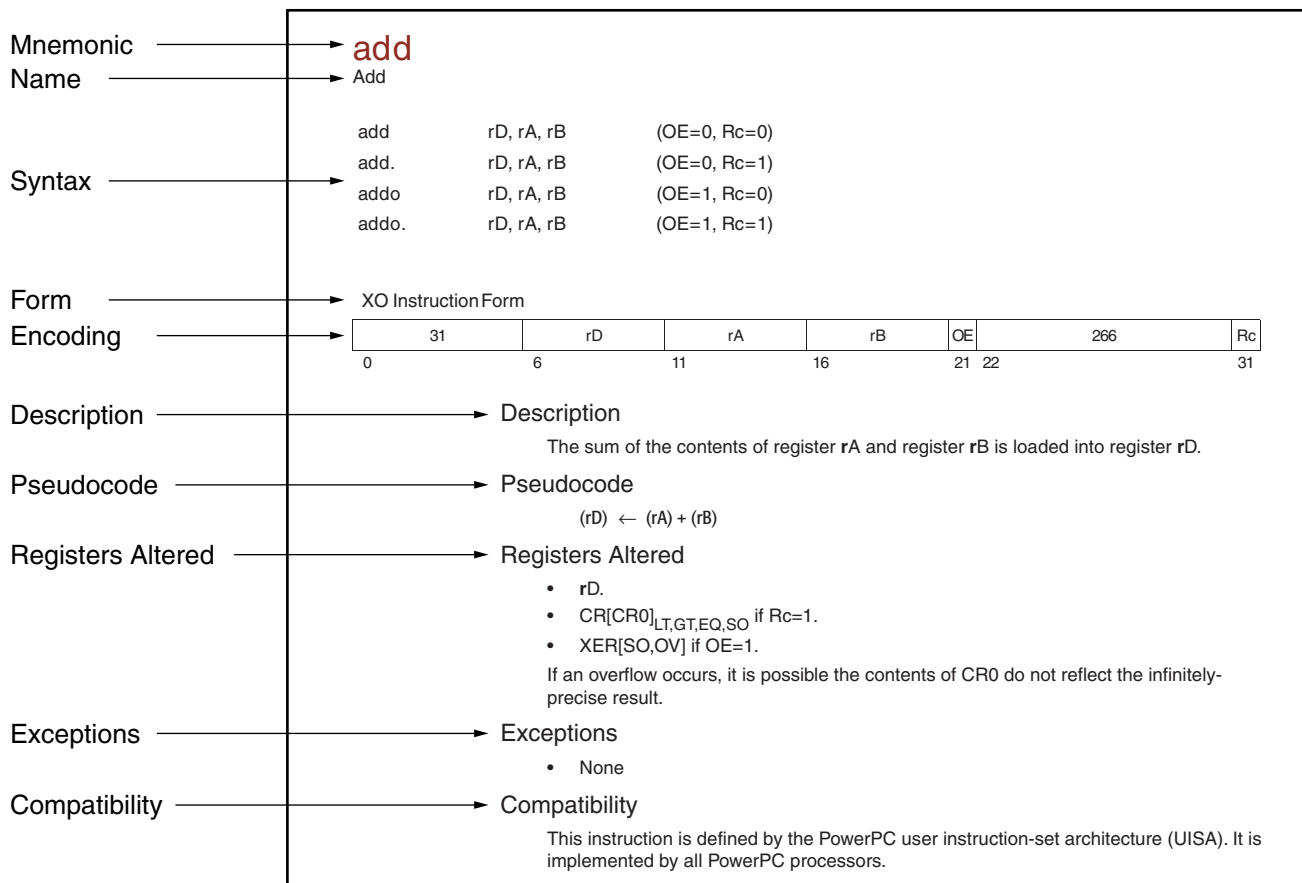 Mnemonic add
Name Add
add rD, rA, rB (OE=0, Rc=0)
add. rD, rA, rB (OE=0, Rc=1)
Syntax
addo rD, rA, rB (OE=1, Rc=0)
addo. rD, rA, rB (OE=1, Rc=1)
Form XO Instruction Form
Encoding 31 rD rA rB OE 266 Rc
0 6 11 16 21 22 31
Description Description
The sum of the contents of register rA and register rB is loaded into register rD.
Pseudocode Pseudocode
(rD) ← (rA) + (rB)
Registers Altered Registers Altered
• rD.
• CR[CR0]LT,GT,EQ,SO if Rc=1.
• XER[SO,OV] if OE=1.
If an overflow occurs, it is possible the contents of CR0 do not reflect the infinitely-
precise result.
Exceptions Exceptions
• None
Compatibility Compatibility
This instruction is defined by the PowerPC user instruction-set architecture (UISA). It is
implemented by all PowerPC processors.